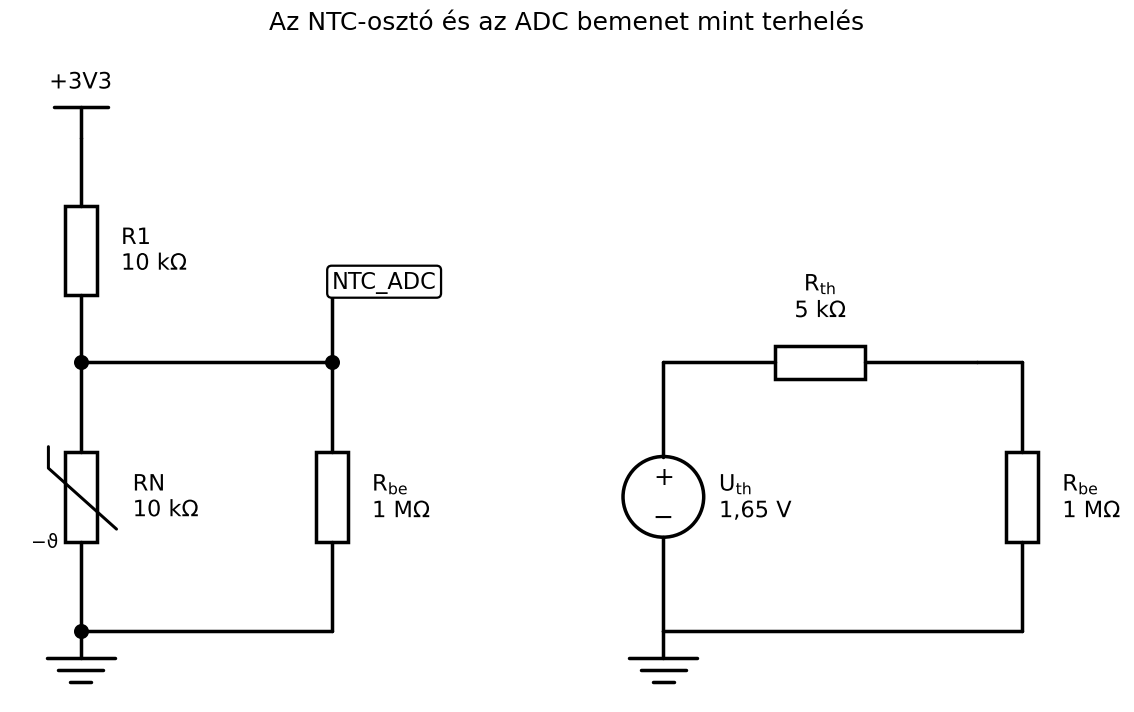 Az NTC-osztó és az ADC bemenet mint terhelés
+3V3
R1
10 kΩ
NTC_ADC
RN
10 kΩ
−ϑ
Rbe
1 MΩ
Rth
5 kΩ
+
−
Uth
1,65 V
Rbe
1 MΩ